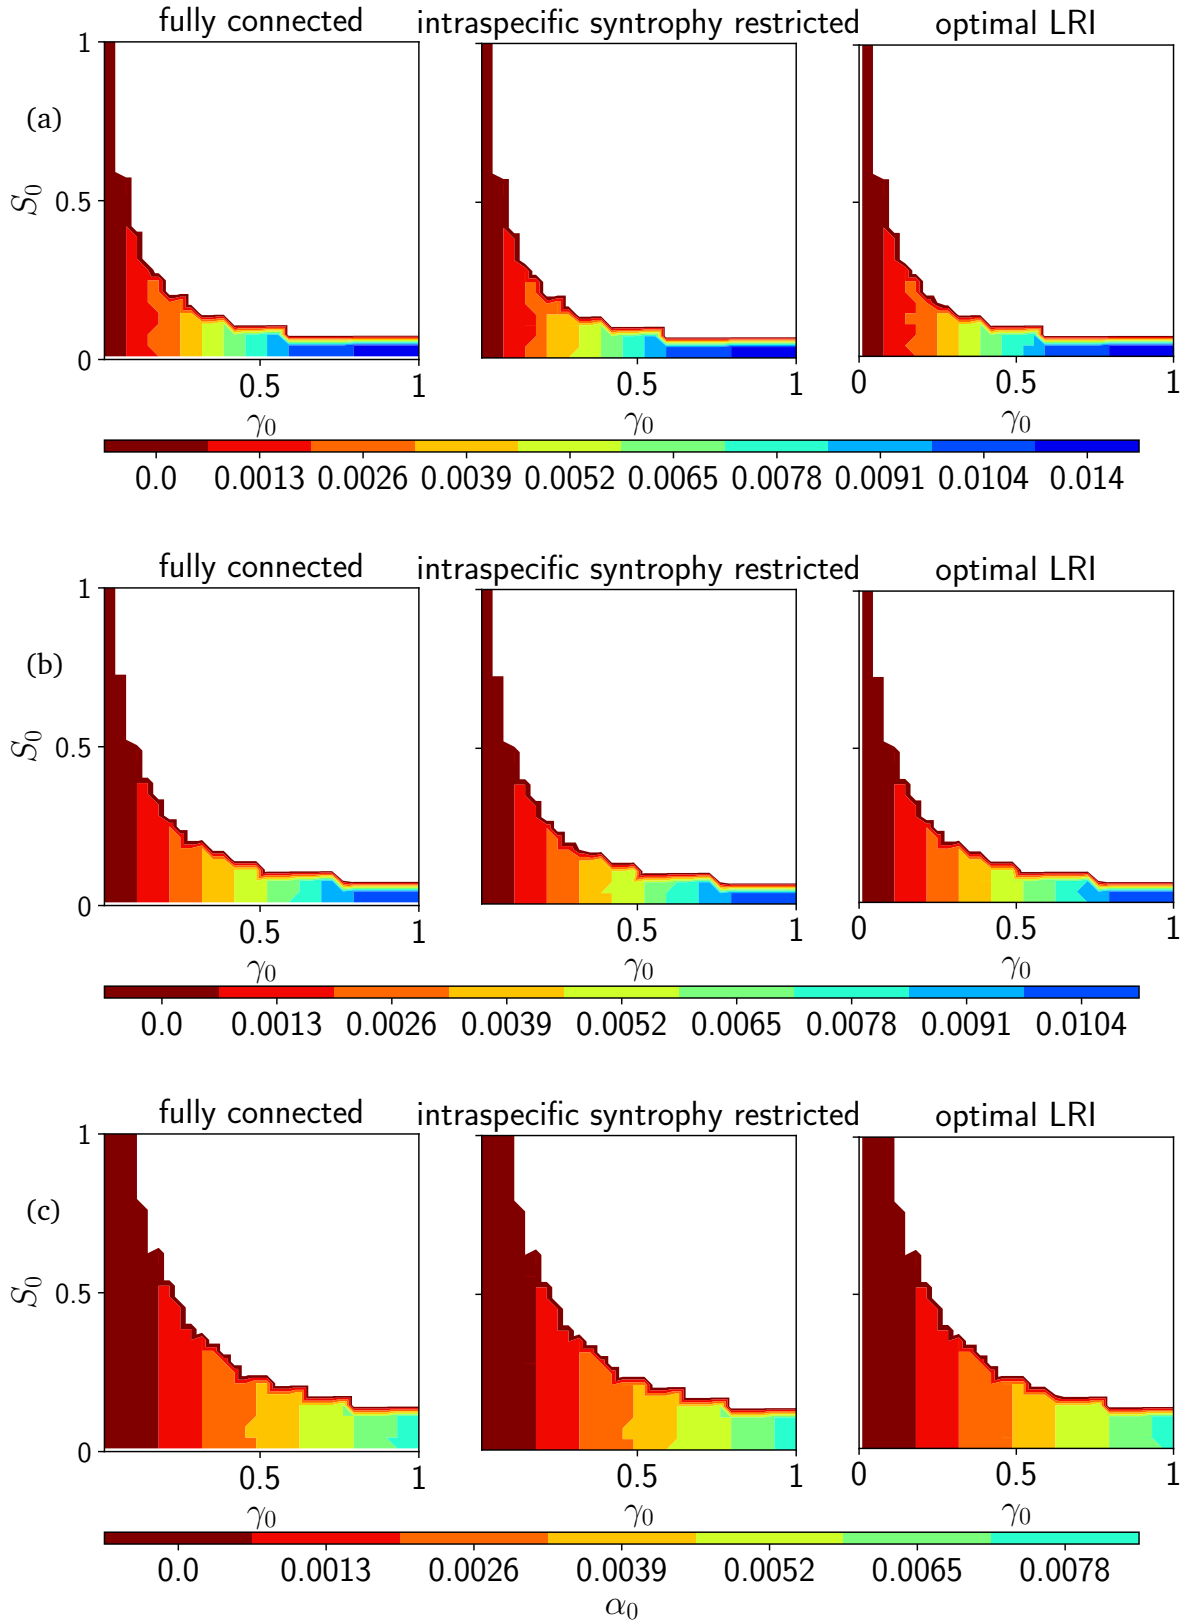 fully connected intraspecific syntrophy restricted optimal LRI
1
(a)
S₀
0.5
0
0.5 1 0.5 1 0 0.5 1
γ₀ γ₀ γ₀
0.0 0.0013 0.0026 0.0039 0.0052 0.0065 0.0078 0.0091 0.0104 0.014
fully connected intraspecific syntrophy restricted optimal LRI
1
(b)
S₀
0.5
0
0.5 1 0.5 1 0 0.5 1
γ₀ γ₀ γ₀
0.0 0.0013 0.0026 0.0039 0.0052 0.0065 0.0078 0.0091 0.0104
fully connected intraspecific syntrophy restricted optimal LRI
1
(c)
S₀
0.5
0
0.5 1 0.5 1 0 0.5 1
γ₀ γ₀ γ₀
0.0 0.0013 0.0026 0.0039 0.0052 0.0065 0.0078
α₀